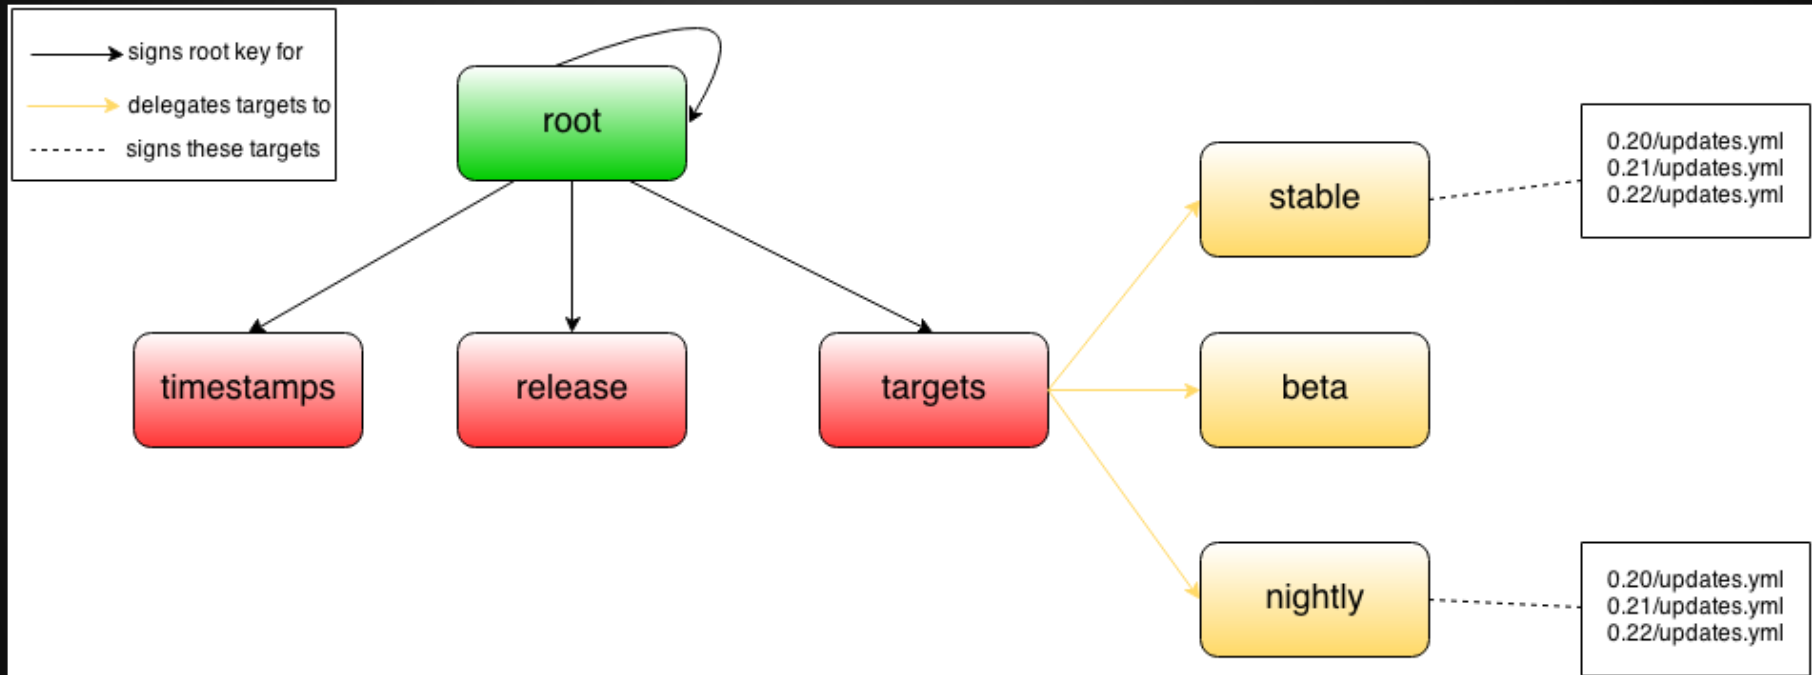 signs root key for
delegates targets to
signs these targets
root
timestamps
release
targets
stable
beta
nightly
0.20/updates.yml
0.21/updates.yml
0.22/updates.yml
0.20/updates.yml
0.21/updates.yml
0.22/updates.yml